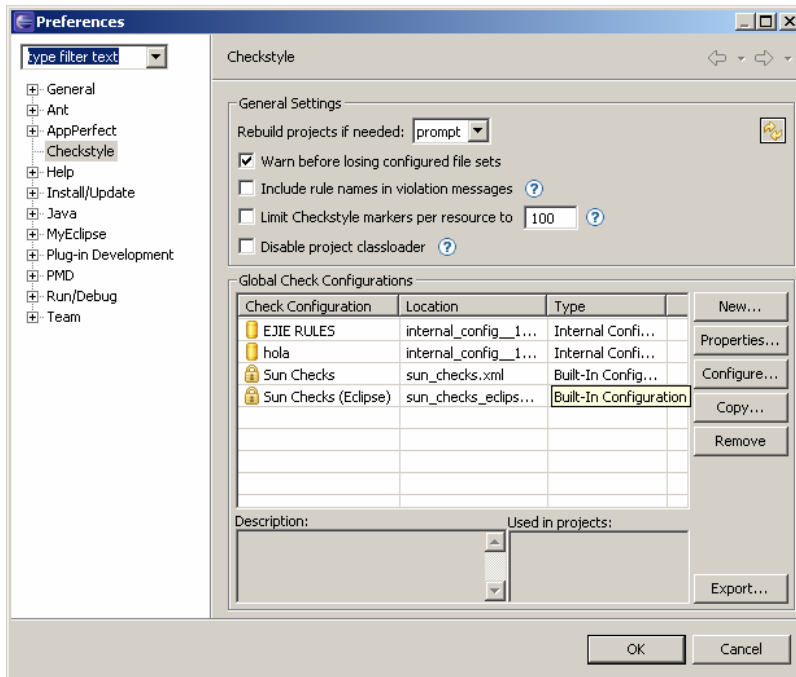 Preferences
type filter text
General
Ant
AppPerfect
Checkstyle
Help
Install/Update
Java
MyEclipse
Plug-in Development
PMD
Run/Debug
Team
Checkstyle
General Settings
Rebuild projects if needed: prompt
Warn before losing configured file sets
Include rule names in violation messages ?
Limit Checkstyle markers per resource to 100 ?
Disable project classloader ?
Global Check Configurations
Check Configuration Location Type
EJIE RULES internal_config__1... Internal Confi...
hola internal_config__1... Internal Confi...
Sun Checks sun_checks.xml Built-In Config...
Sun Checks (Eclipse) sun_checks_eclips... Built-In Configuration
New...
Properties...
Configure...
Copy...
Remove
Description: Used in projects:
Export...
OK Cancel